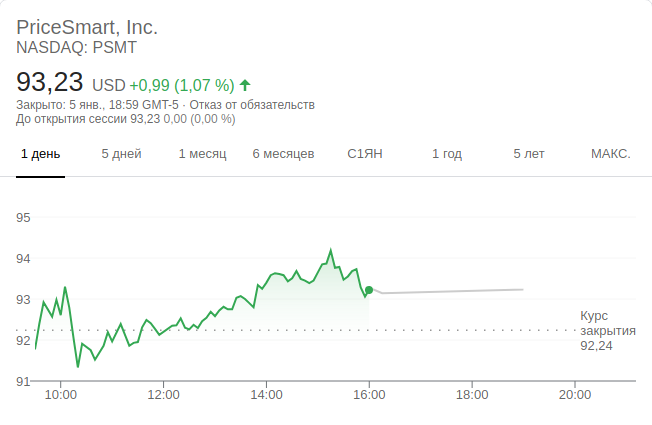 PriceSmart, Inc.
NASDAQ: PSMT
93,23 USD +0,99 (1,07 %)
Закрыто: 5 янв., 18:59 GMT-5 · Отказ от обязательств
До открытия сессии 93,23 0,00 (0,00 %)
1 день 5 дней 1 месяц 6 месяцев С1ЯН 1 год 5 лет МАКС.
95
94
93
92
91
Курс
закрытия
92,24
10:00 12:00 14:00 16:00 18:00 20:00